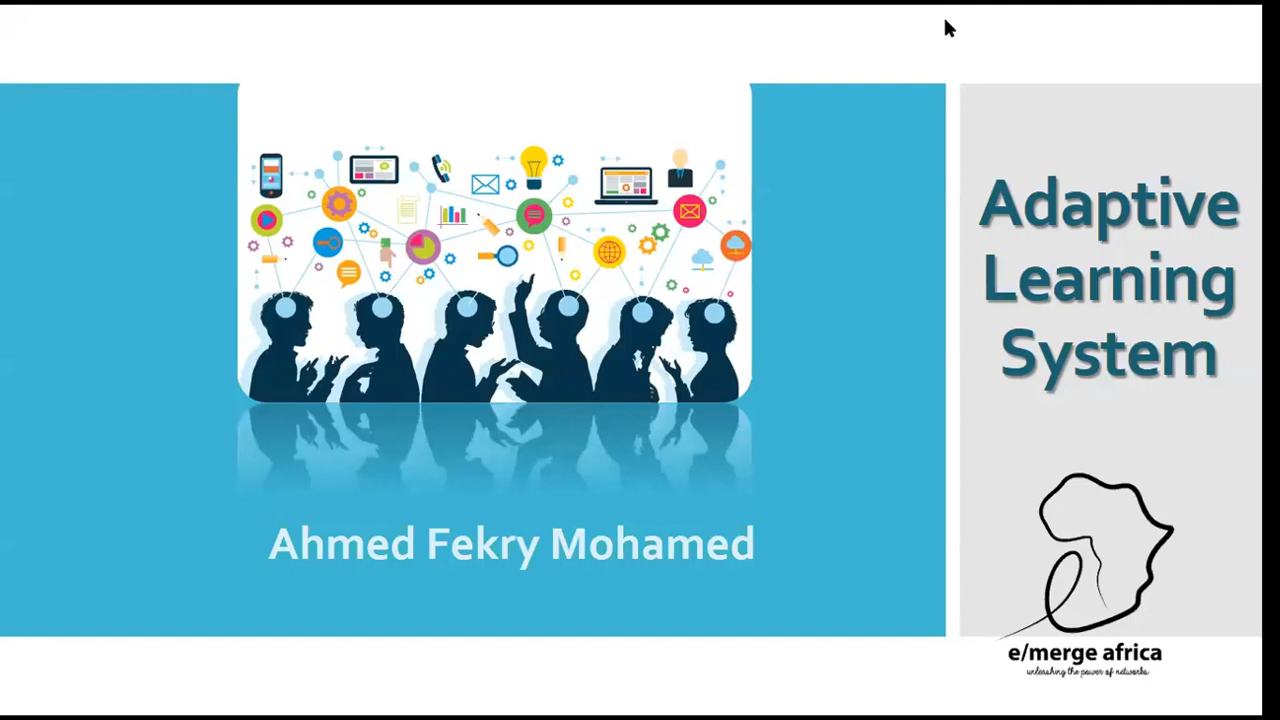 Adaptive
Learning
System
Ahmed Fekry Mohamed
e/merge africa
unleashing the power of networks